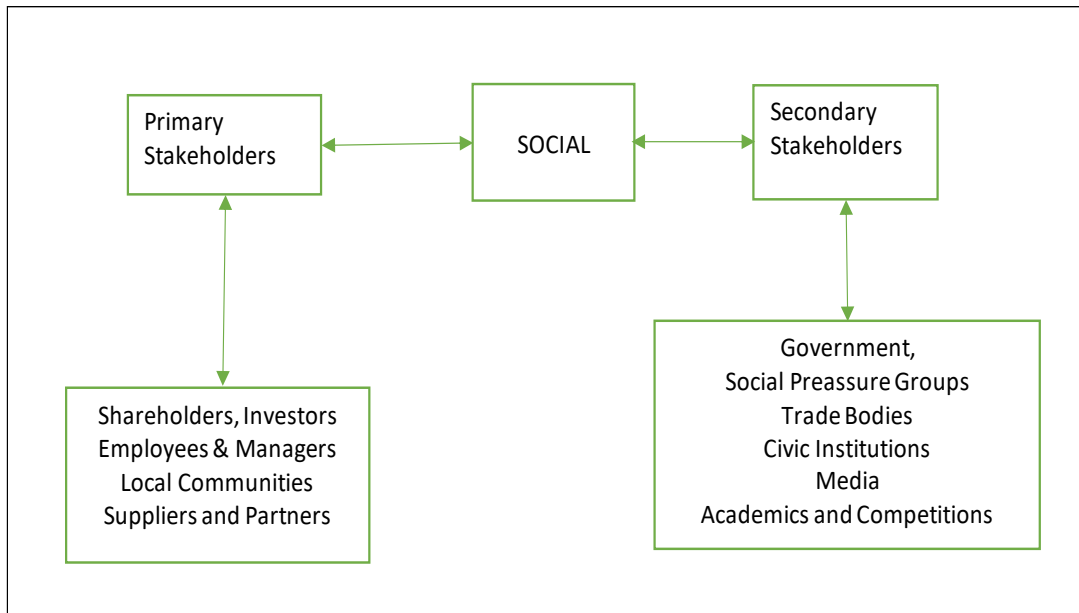 Primary
Stakeholders
SOCIAL
Secondary
Stakeholders
Shareholders, Investors
Employees & Managers
Local Communities
Suppliers and Partners
Government,
Social Preassure Groups
Trade Bodies
Civic Institutions
Media
Academics and Competitions